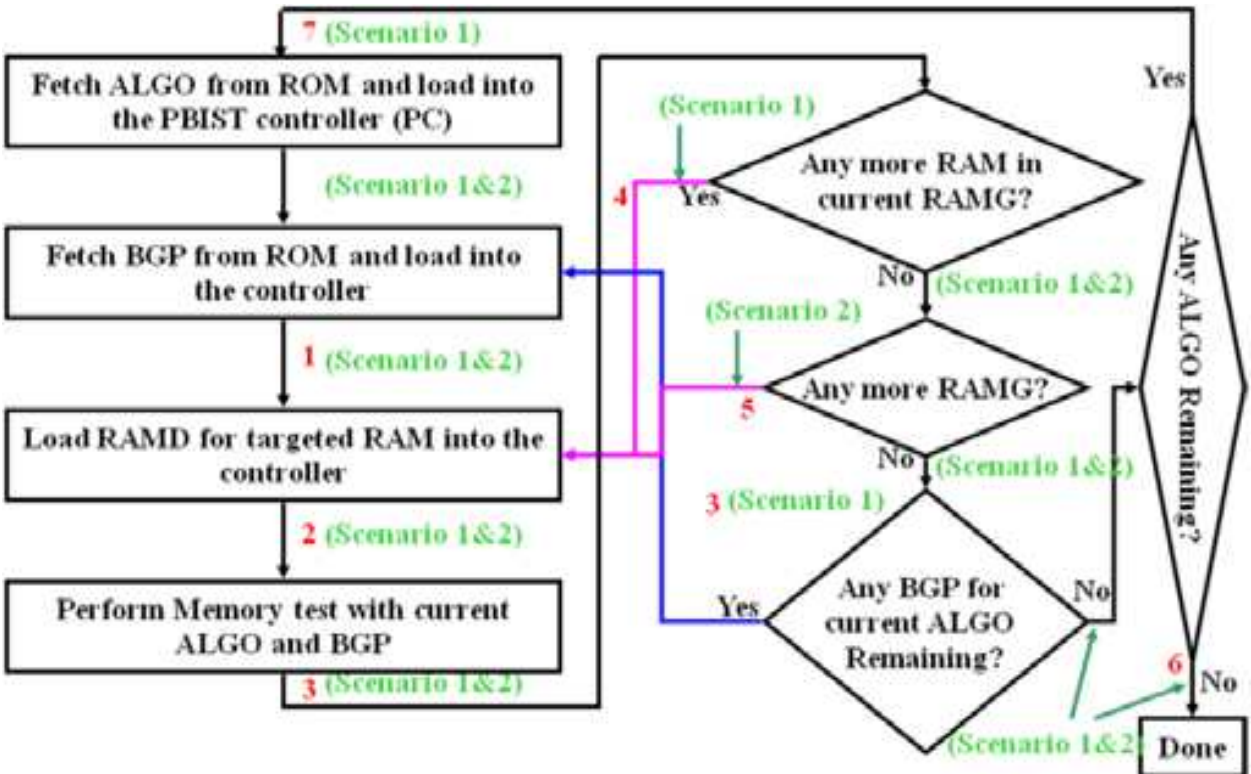 7 (Scenario 1)
Fetch ALGO from ROM and load into
the PBIST controller (PC)
(Scenario 1&2)
Fetch BGP from ROM and load into
the controller
1 (Scenario 1&2)
Load RAMD for targeted RAM into the
controller
2 (Scenario 1&2)
Perform Memory test with current
ALGO and BGP
3 (Scenario 1&2)
(Scenario 1)
4
Yes
Any more RAM in
current RAMG?
No
(Scenario 1&2)
(Scenario 2)
5
Any more RAMG?
No
(Scenario 1&2)
3 (Scenario 1)
Yes
Any BGP for
current ALGO
Remaining?
No
(Scenario 1&2)
Yes
Any ALGO Remaining?
6
No
Done